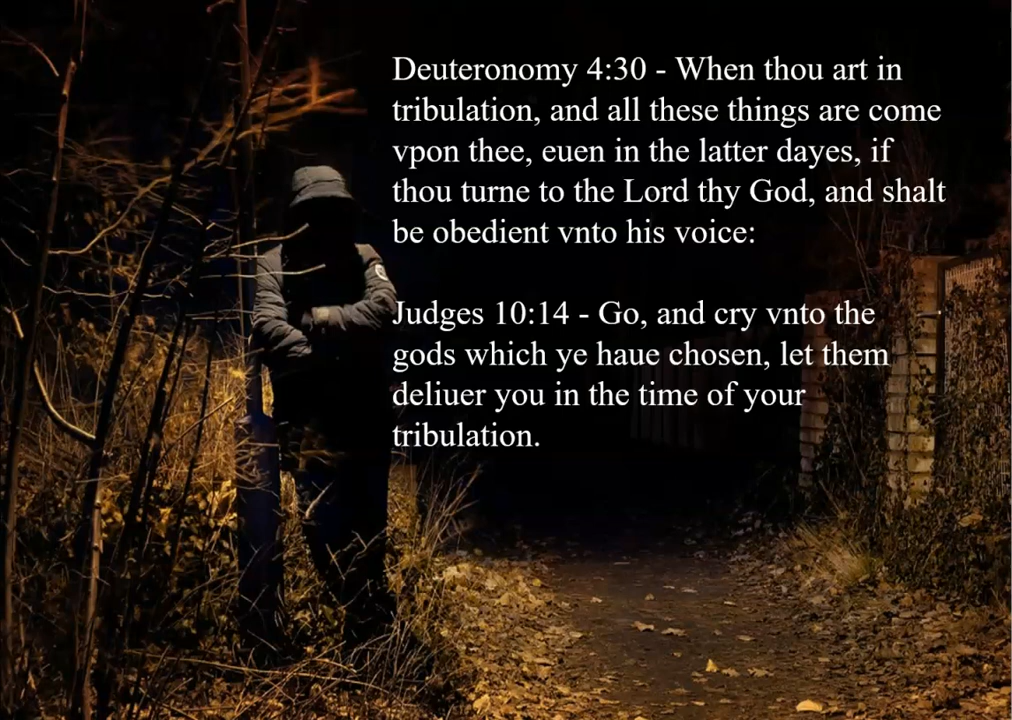 Deuteronomy 4:30 - When thou art in
tribulation, and all these things are come
vpon thee, euen in the latter dayes, if
thou turne to the Lord thy God, and shalt
be obedient vnto his voice:
Judges 10:14 - Go, and cry vnto the
gods which ye haue chosen, let them
deliuer you in the time of your
tribulation.